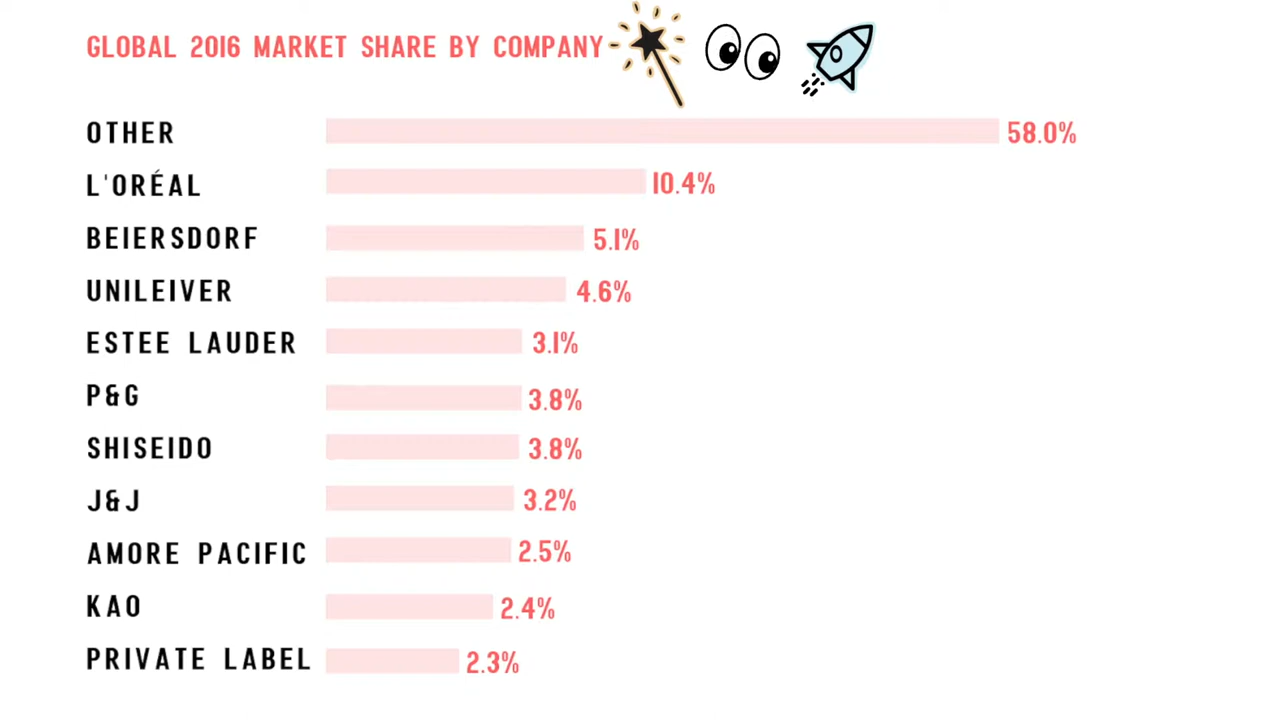 GLOBAL 2016 MARKET SHARE BY COMPANY
OTHER 58.0%
L'ORÉAL 10.4%
BEIERSDORF 5.1%
UNILEIVER 4.6%
ESTEE LAUDER 3.1%
P&G 3.8%
SHISEIDO 3.8%
J&J 3.2%
AMORE PACIFIC 2.5%
KAO 2.4%
PRIVATE LABEL 2.3%